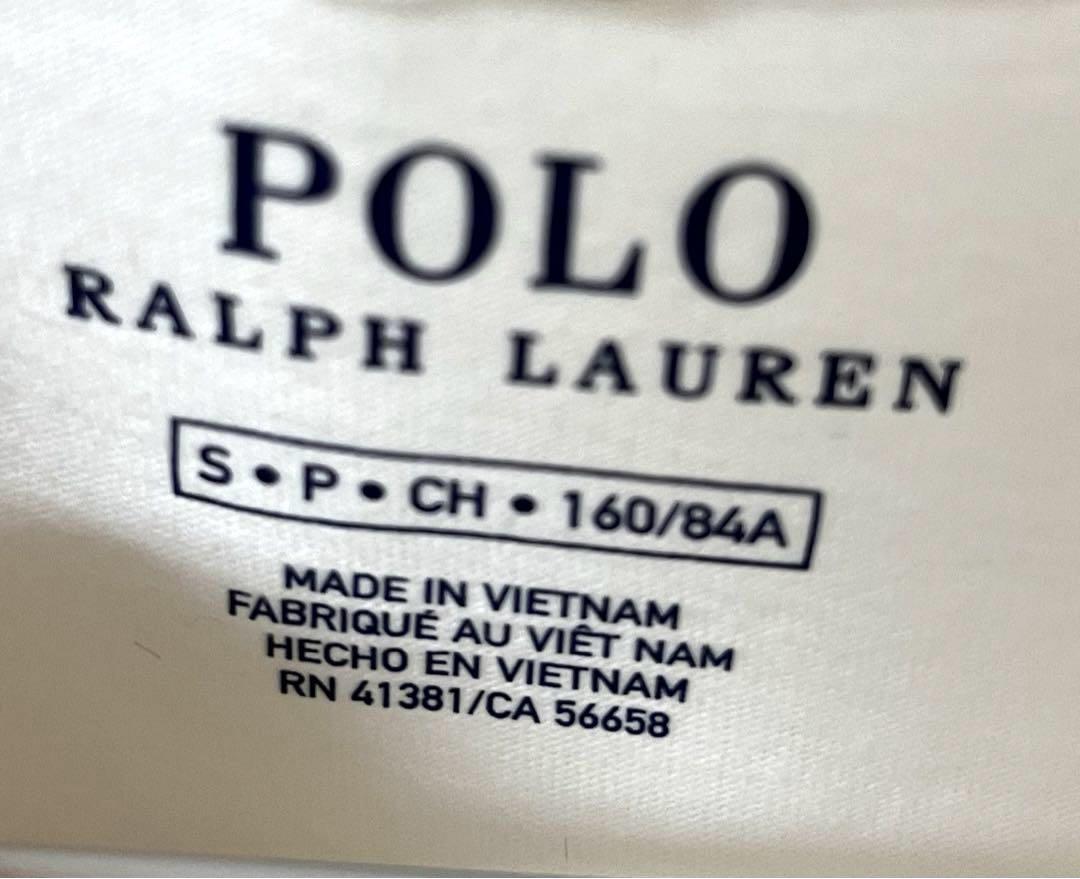 POLO
RALPH LAUREN
S • P • CH • 160/84A
MADE IN VIETNAM
FABRIQUÉ AU VIÊT NAM
HECHO EN VIETNAM
RN 41381/CA 56658